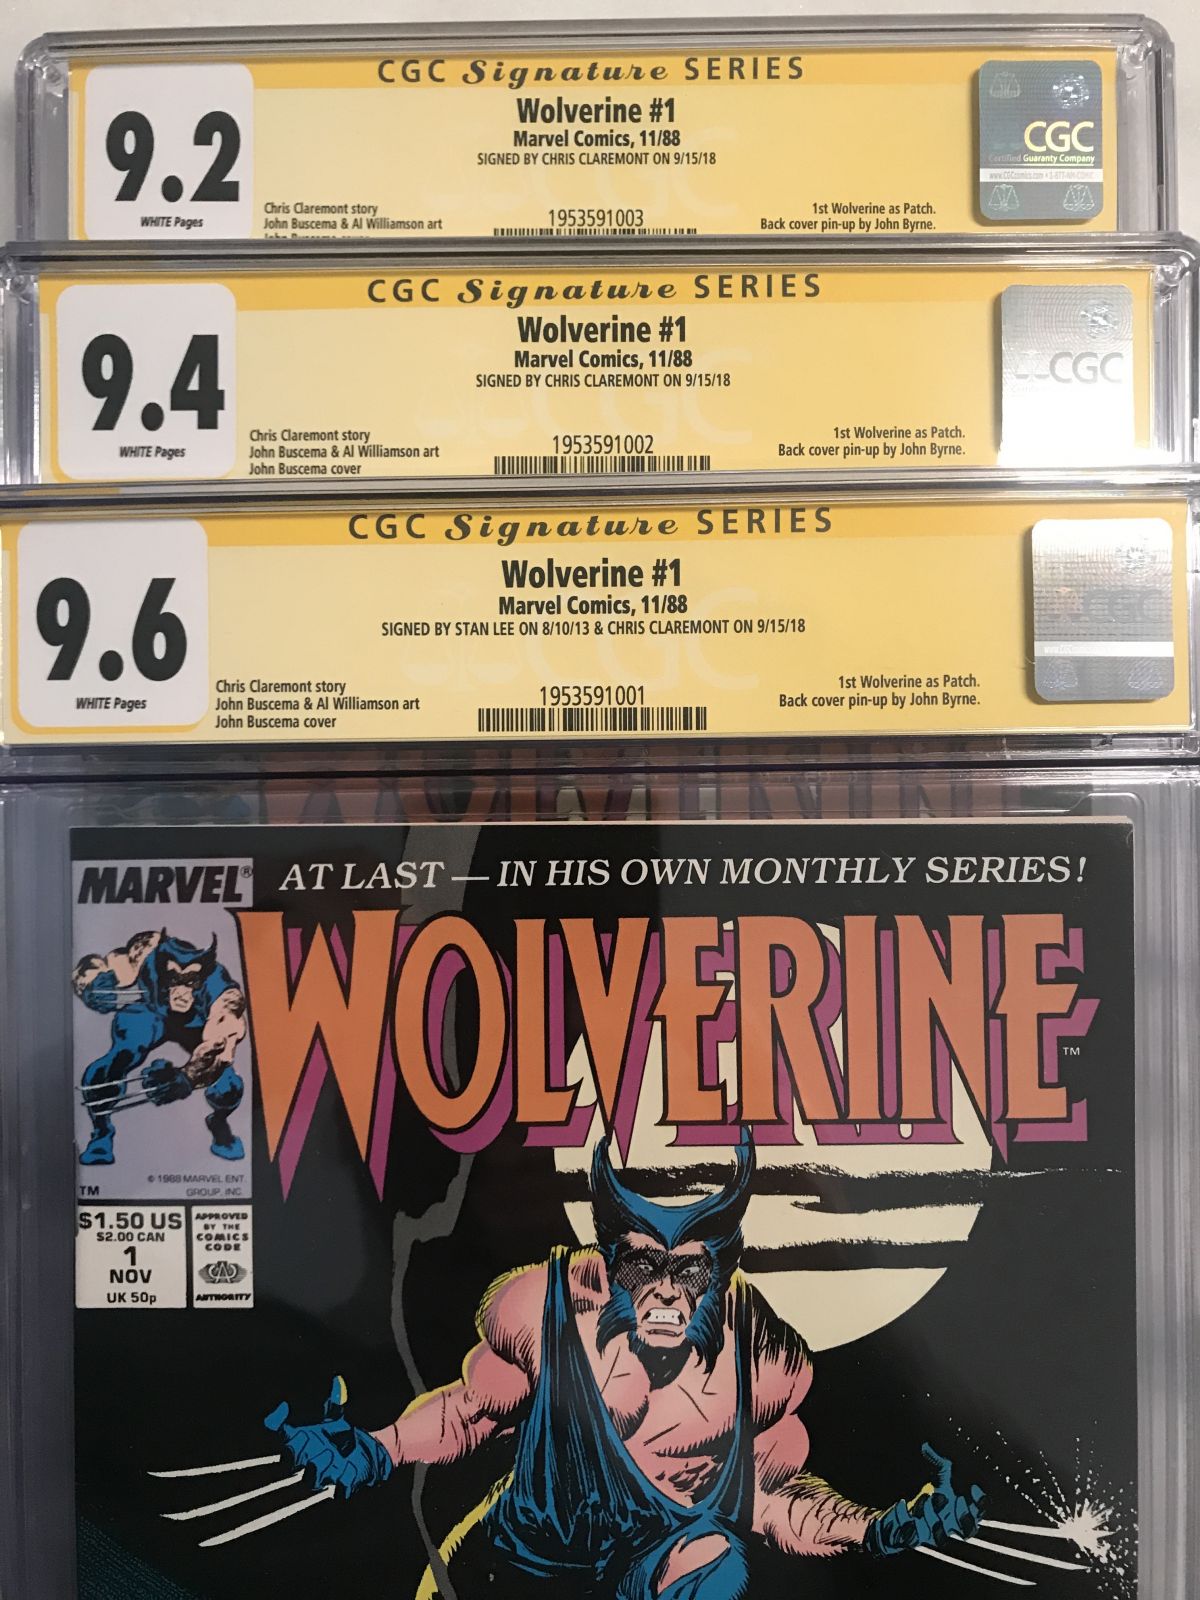 CGC Signature SERIES
9.2
WHITE Pages
Wolverine #1
Marvel Comics, 11/88
SIGNED BY CHRIS CLAREMONT ON 9/15/18
Chris Claremont story
John Buscema & Al Williamson art
1953591003
1st Wolverine as Patch.
Back cover pin-up by John Byrne.
CGC
Certified Guaranty Company
CGC Signature SERIES
9.4
WHITE Pages
Wolverine #1
Marvel Comics, 11/88
SIGNED BY CHRIS CLAREMONT ON 9/15/18
Chris Claremont story
John Buscema & Al Williamson art
John Buscema cover
1953591002
1st Wolverine as Patch.
Back cover pin-up by John Byrne.
CGC
CGC Signature SERIES
9.6
WHITE Pages
Wolverine #1
Marvel Comics, 11/88
SIGNED BY STAN LEE ON 8/10/13 & CHRIS CLAREMONT ON 9/15/18
Chris Claremont story
John Buscema & Al Williamson art
John Buscema cover
1953591001
1st Wolverine as Patch.
Back cover pin-up by John Byrne.
CGC
MARVEL®
AT LAST — IN HIS OWN MONTHLY SERIES!
WOLVERINE™
© 1988 MARVEL ENT.
GROUP, INC.
TM
$1.50 US
$2.00 CAN
1
NOV
UK 50p
APPROVED
BY THE
COMICS
CODE
AUTHORITY